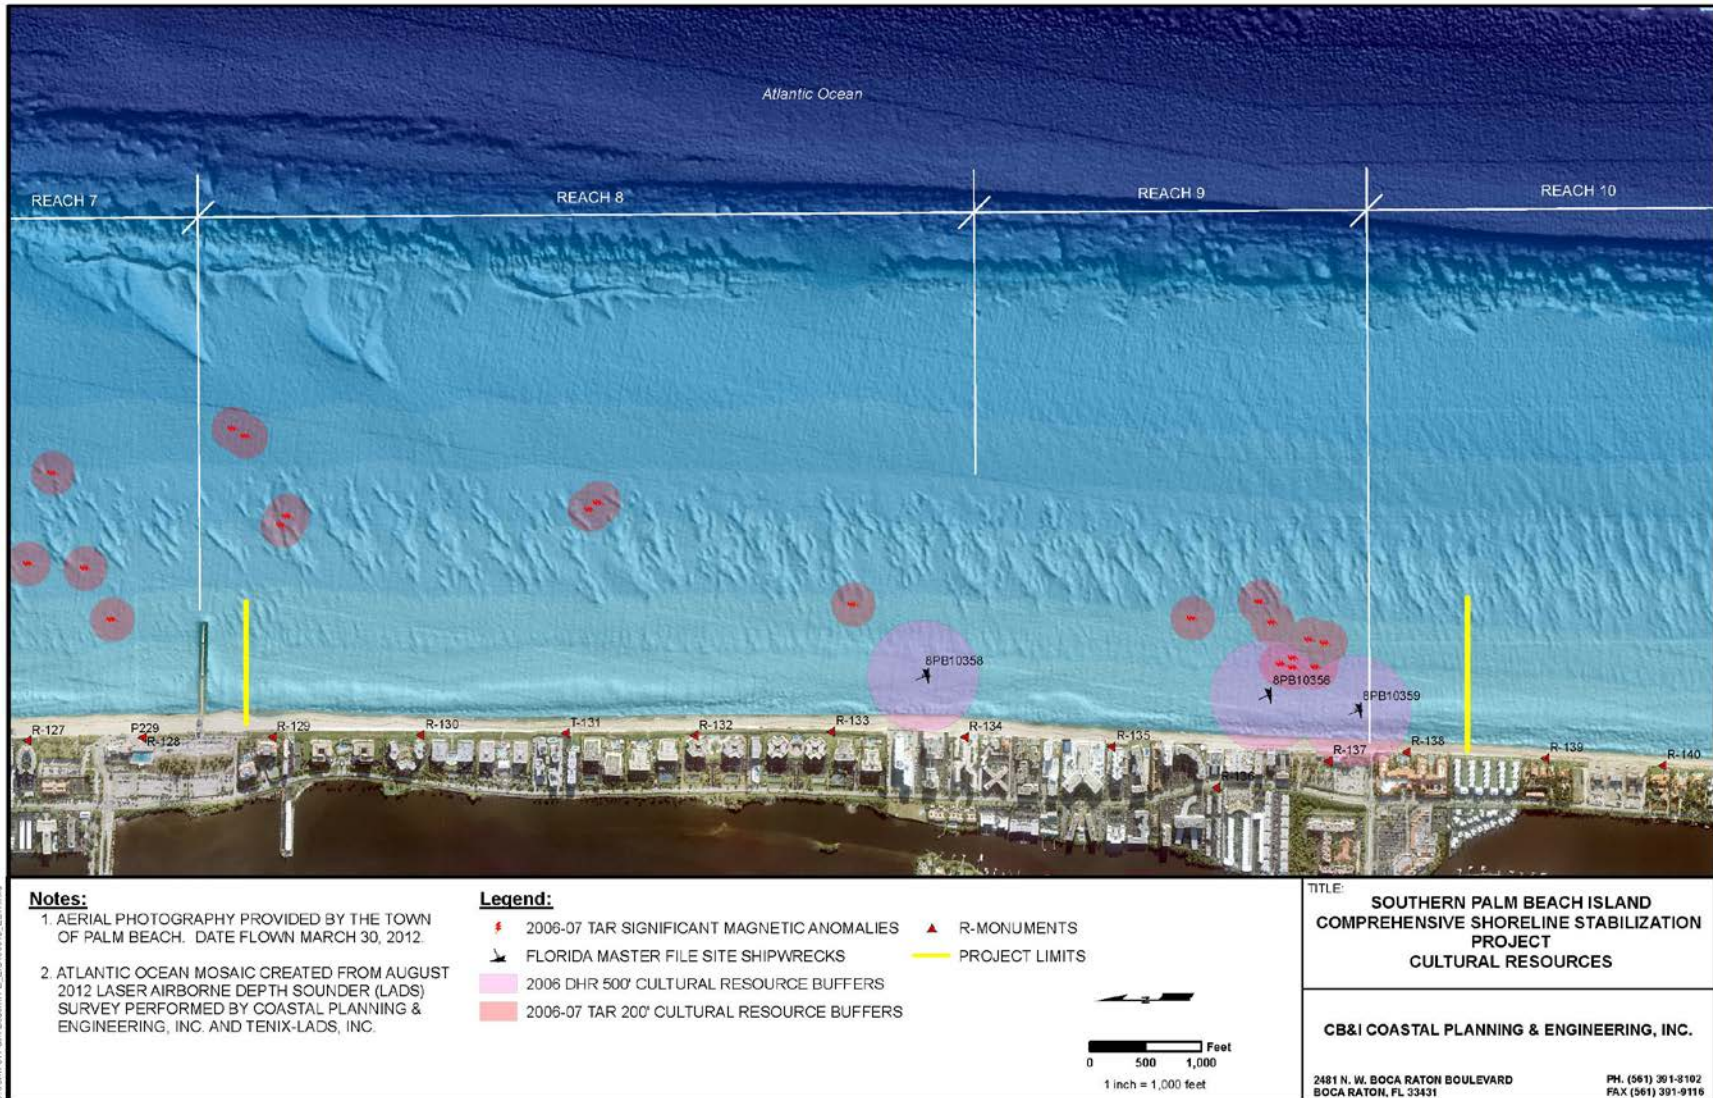 Atlantic Ocean
REACH 7
REACH 8
REACH 9
REACH 10
8PB10358
8PB10356
8PB10359
R-127
P229
R-128
R-129
R-130
T-131
R-132
R-133
R-134
R-135
R-136
R-137
R-138
R-139
R-140
Notes:
1. AERIAL PHOTOGRAPHY PROVIDED BY THE TOWN
OF PALM BEACH. DATE FLOWN MARCH 30, 2012.
2. ATLANTIC OCEAN MOSAIC CREATED FROM AUGUST
2012 LASER AIRBORNE DEPTH SOUNDER (LADS)
SURVEY PERFORMED BY COASTAL PLANNING &
ENGINEERING, INC. AND TENIX-LADS, INC.
Legend:
2006-07 TAR SIGNIFICANT MAGNETIC ANOMALIES
FLORIDA MASTER FILE SITE SHIPWRECKS
2006 DHR 500' CULTURAL RESOURCE BUFFERS
2006-07 TAR 200' CULTURAL RESOURCE BUFFERS
R-MONUMENTS
PROJECT LIMITS
N
Feet
0 500 1,000
1 inch = 1,000 feet
TITLE:
SOUTHERN PALM BEACH ISLAND
COMPREHENSIVE SHORELINE STABILIZATION
PROJECT
CULTURAL RESOURCES
CB&I COASTAL PLANNING & ENGINEERING, INC.
2481 N. W. BOCA RATON BOULEVARD
BOCA RATON, FL 33431
PH. (561) 391-8102
FAX (561) 391-9116